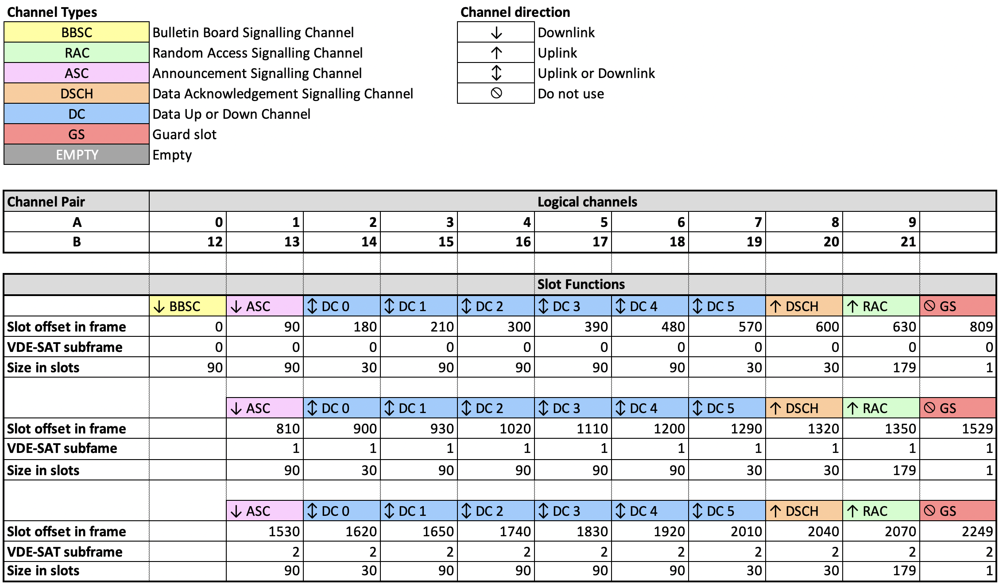 Channel Types Channel direction
BBSC Bulletin Board Signalling Channel ↓ Downlink
RAC Random Access Signalling Channel ↑ Uplink
ASC Announcement Signalling Channel ↕ Uplink or Downlink
DSCH Data Acknowledgement Signalling Channel ⃠ Do not use
DC Data Up or Down Channel
GS Guard slot
EMPTY Empty
Channel Pair Logical channels
A 0 1 2 3 4 5 6 7 8 9
B 12 13 14 15 16 17 18 19 20 21
Slot Functions
↓ BBSC ↓ ASC ↕ DC 0 ↕ DC 1 ↕ DC 2 ↕ DC 3 ↕ DC 4 ↕ DC 5 ↑ DSCH ↑ RAC ⃠ GS
Slot offset in frame 0 90 180 210 300 390 480 570 600 630 809
VDE-SAT subframe 0 0 0 0 0 0 0 0 0 0 0
Size in slots 90 90 30 90 90 90 90 30 30 179 1
↓ ASC ↕ DC 0 ↕ DC 1 ↕ DC 2 ↕ DC 3 ↕ DC 4 ↕ DC 5 ↑ DSCH ↑ RAC ⃠ GS
Slot offset in frame 810 900 930 1020 1110 1200 1290 1320 1350 1529
VDE-SAT subfame 1 1 1 1 1 1 1 1 1 1
Size in slots 90 30 90 90 90 90 30 30 179 1
↓ ASC ↕ DC 0 ↕ DC 1 ↕ DC 2 ↕ DC 3 ↕ DC 4 ↕ DC 5 ↑ DSCH ↑ RAC ⃠ GS
Slot offset in frame 1530 1620 1650 1740 1830 1920 2010 2040 2070 2249
VDE-SAT subframe 2 2 2 2 2 2 2 2 2 2
Size in slots 90 30 90 90 90 90 30 30 179 1